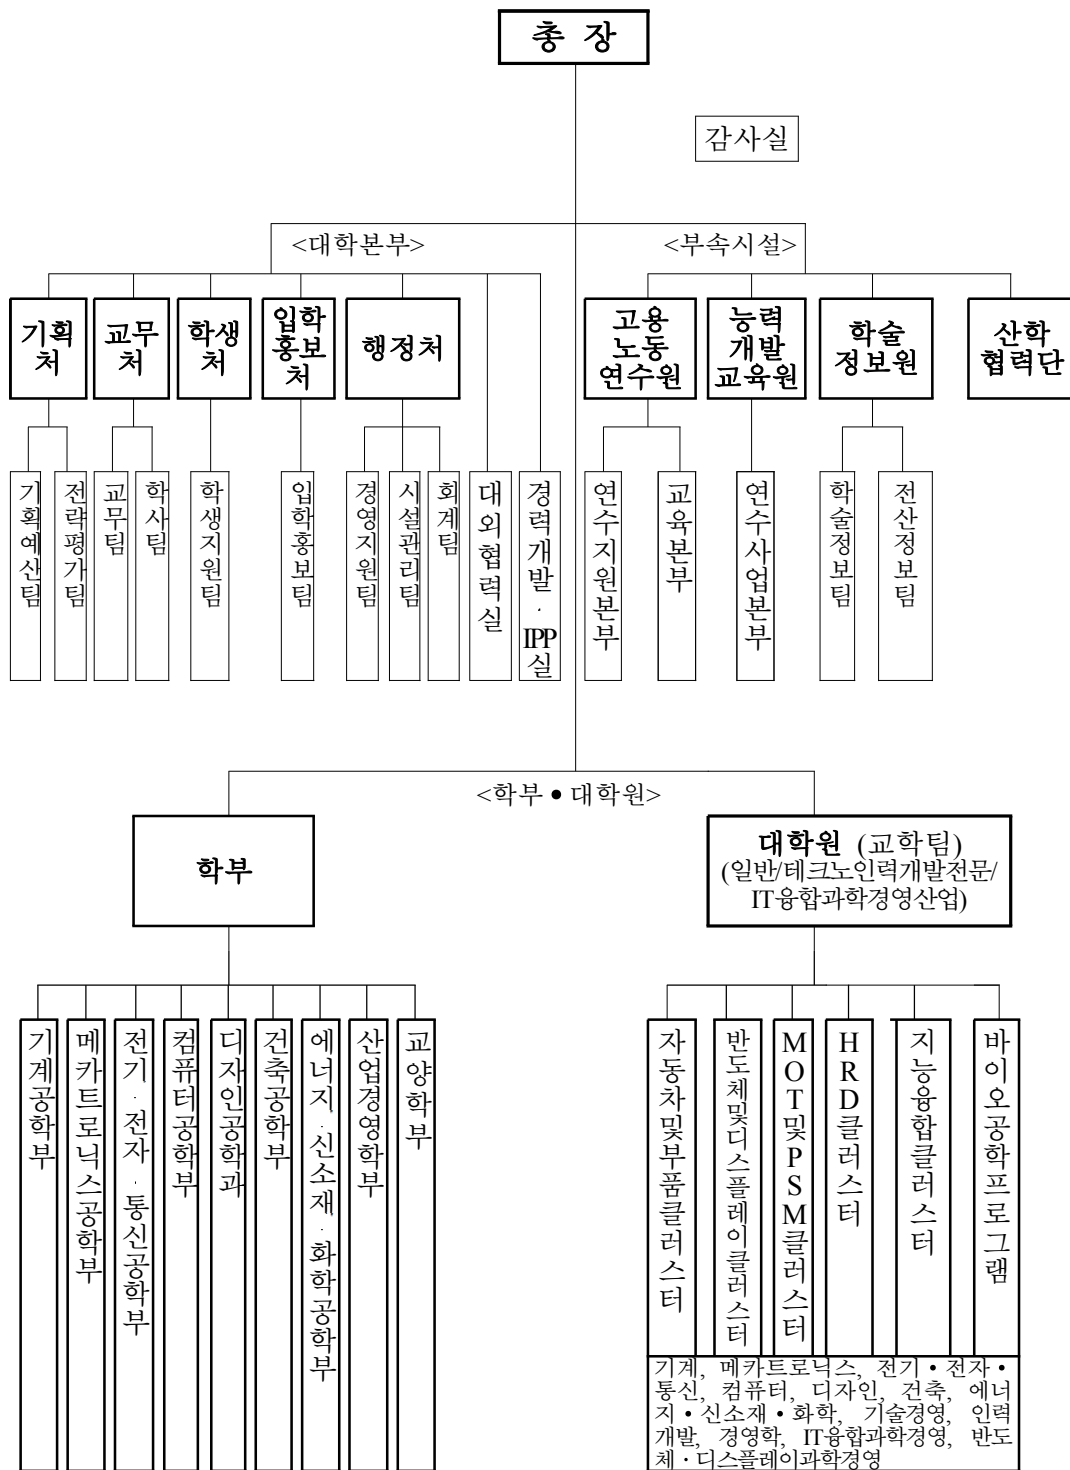 총 장
감사실
<대학본부>
<부속시설>
기획
처
교무
처
학생
처
입학
홍보
처
행정처
고용
노동
연수원
능력
개발
교육원
학술
정보원
산학
협력단
기획예산팀
전략평가팀
교무팀
학사팀
학생지원팀
입학홍보팀
경영지원팀
시설관리팀
회계팀
대외협력실
경력개발·IPP실
연수지원본부
교육본부
연수사업본부
학술정보팀
전산정보팀
<학부•대학원>
학부
대학원 (교학팀)
(일반/테크노인력개발전문/
IT융합과학경영산업)
기계공학부
메카트로닉스공학부
전기·전자·통신공학부
컴퓨터공학부
디자인공학과
건축공학부
에너지·신소재·화학공학부
산업경영학부
교양학부
자동차및부품클러스터
반도체및디스플레이클러스터
MOT및PSM클러스터
HRD클러스터
지능융합클러스터
바이오공학프로그램
기계, 메카트로닉스, 전기•전자•
통신, 컴퓨터, 디자인, 건축, 에너
지•신소재•화학, 기술경영, 인력
개발, 경영학, IT융합과학경영, 반도
체•디스플레이과학경영